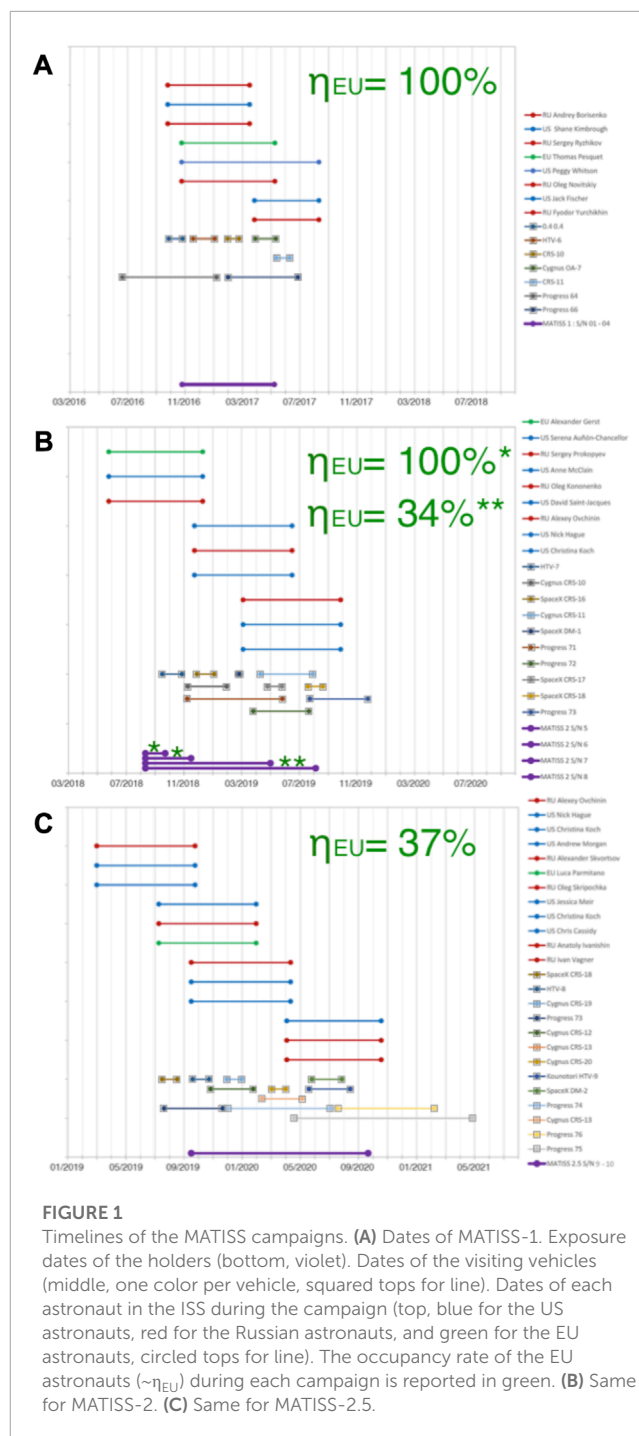 A
ηEU= 100%
RU Andrey Borisenko
US Shane Kimbrough
RU Sergey Ryzhikov
EU Thomas Pesquet
US Peggy Whitson
RU Oleg Novitskiy
US Jack Fischer
RU Fyodor Yurchikhin
0.4 0.4
HTV-6
CRS-10
Cygnus OA-7
CRS-11
Progress 64
Progress 66
MATISS 1 : S/N 01 - 04
03/2016 07/2016 11/2016 03/2017 07/2017 11/2017 03/2018 07/2018
B
ηEU= 100%*
ηEU= 34%**
EU Alexander Gerst
US Serena Auñón-Chancellor
RU Sergey Prokopyev
US Anne McClain
RU Oleg Kononenko
US David Saint-Jacques
RU Alexey Ovchinin
US Nick Hague
US Christina Koch
HTV-7
Cygnus CRS-10
SpaceX CRS-16
Cygnus CRS-11
SpaceX DM-1
Progress 71
Progress 72
SpaceX CRS-17
SpaceX CRS-18
Progress 73
MATISS 2 S/N 5
MATISS 2 S/N 6
MATISS 2 S/N 7
MATISS 2 S/N 8
*
*
**
03/2018 07/2018 11/2018 03/2019 07/2019 11/2019 03/2020 07/2020
C
ηEU= 37%
RU Alexey Ovchinin
US Nick Hague
US Christina Koch
US Andrew Morgan
RU Alexander Skvortsov
EU Luca Parmitano
RU Oleg Skripochka
US Jessica Meir
US Christina Koch
US Chris Cassidy
RU Anatoly Ivanishin
RU Ivan Vagner
SpaceX CRS-18
HTV-8
Cygnus CRS-19
Progress 73
Cygnus CRS-12
Cygnus CRS-13
Cygnus CRS-20
Kounotori HTV-9
SpaceX DM-2
Progress 74
Cygnus CRS-13
Progress 76
Progress 75
MATISS 2.5 S/N 9 - 10
01/2019 05/2019 09/2019 01/2020 05/2020 09/2020 01/2021 05/2021
FIGURE 1
Timelines of the MATISS campaigns. (A) Dates of MATISS-1. Exposure
dates of the holders (bottom, violet). Dates of the visiting vehicles
(middle, one color per vehicle, squared tops for line). Dates of each
astronaut in the ISS during the campaign (top, blue for the US
astronauts, red for the Russian astronauts, and green for the EU
astronauts, circled tops for line). The occupancy rate of the EU
astronauts (~ηEU) during each campaign is reported in green. (B) Same
for MATISS-2. (C) Same for MATISS-2.5.